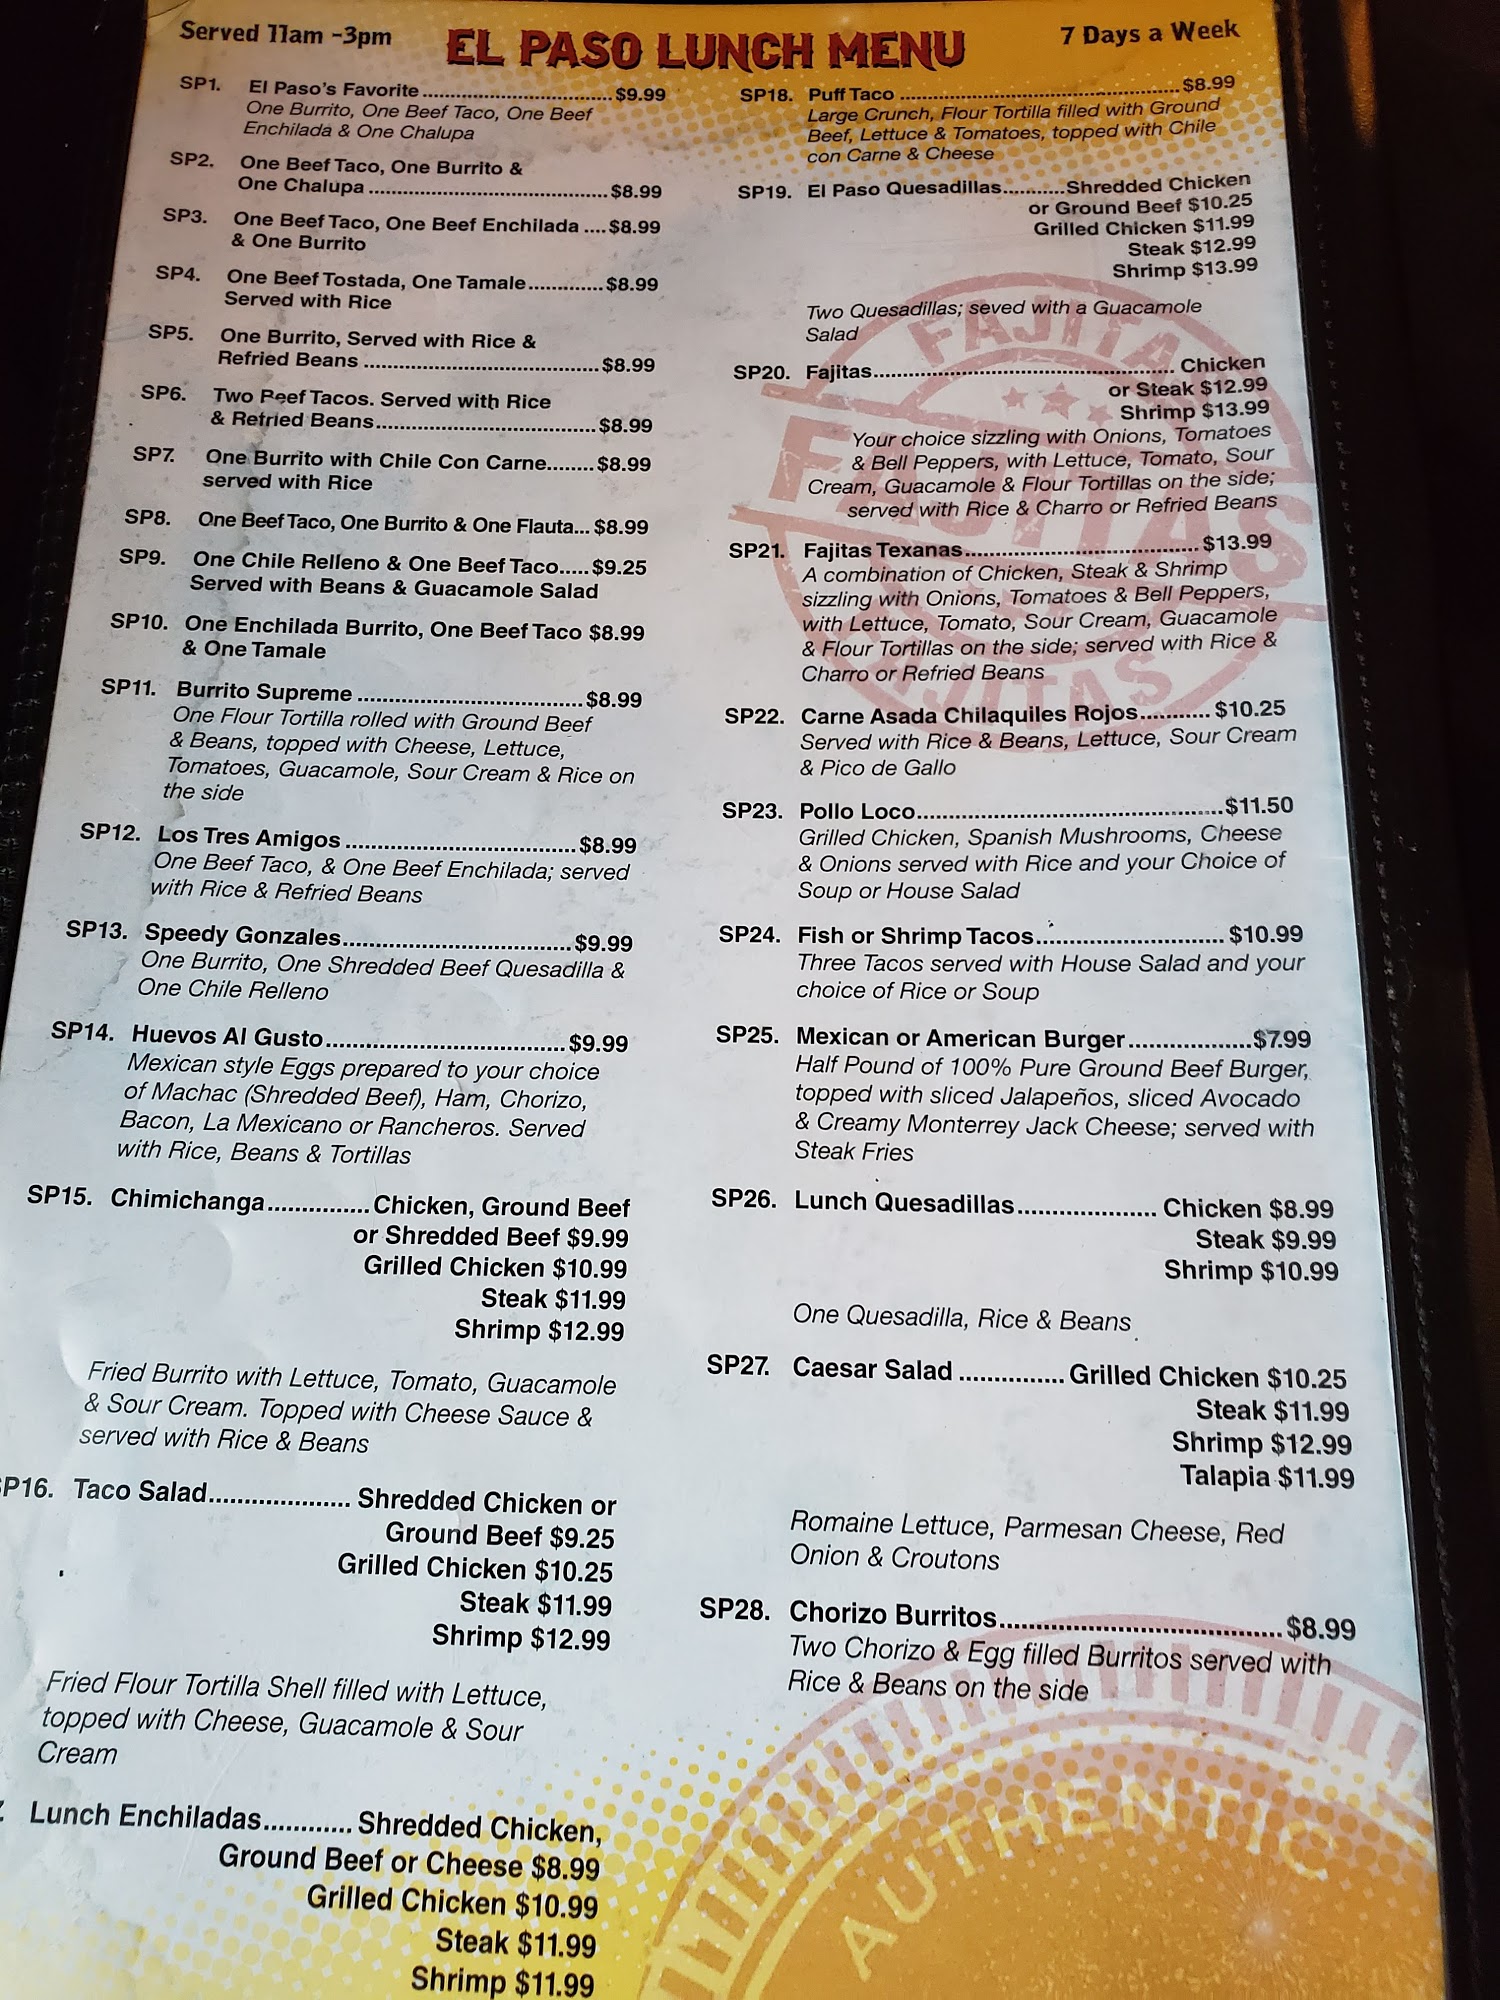 Served 11am -3pm
EL PASO LUNCH MENU
7 Days a Week
SP1. El Paso's Favorite ................................ $9.99
One Burrito, One Beef Taco, One Beef
Enchilada & One Chalupa
SP2. One Beef Taco, One Burrito &
One Chalupa ........................................ $8.99
SP3. One Beef Taco, One Beef Enchilada .... $8.99
& One Burrito
SP4. One Beef Tostada, One Tamale ............. $8.99
Served with Rice
SP5. One Burrito, Served with Rice &
Refried Beans ....................................... $8.99
SP6. Two Beef Tacos. Served with Rice
& Refried Beans ..................................... $8.99
SP7. One Burrito with Chile Con Carne ........ $8.99
served with Rice
SP8. One Beef Taco, One Burrito & One Flauta... $8.99
SP9. One Chile Relleno & One Beef Taco ..... $9.25
Served with Beans & Guacamole Salad
SP10. One Enchilada Burrito, One Beef Taco $8.99
& One Tamale
SP11. Burrito Supreme ..................................... $8.99
One Flour Tortilla rolled with Ground Beef
& Beans, topped with Cheese, Lettuce,
Tomatoes, Guacamole, Sour Cream & Rice on
the side
SP12. Los Tres Amigos ..................................... $8.99
One Beef Taco, & One Beef Enchilada; served
with Rice & Refried Beans
SP13. Speedy Gonzales ..................................... $9.99
One Burrito, One Shredded Beef Quesadilla &
One Chile Relleno
SP14. Huevos Al Gusto ..................................... $9.99
Mexican style Eggs prepared to your choice
of Machac (Shredded Beef), Ham, Chorizo,
Bacon, La Mexicano or Rancheros. Served
with Rice, Beans & Tortillas
SP15. Chimichanga ............... Chicken, Ground Beef
or Shredded Beef $9.99
Grilled Chicken $10.99
Steak $11.99
Shrimp $12.99
Fried Burrito with Lettuce, Tomato, Guacamole
& Sour Cream. Topped with Cheese Sauce &
served with Rice & Beans
SP16. Taco Salad .................... Shredded Chicken or
Ground Beef $9.25
Grilled Chicken $10.25
Steak $11.99
Shrimp $12.99
Fried Flour Tortilla Shell filled with Lettuce,
topped with Cheese, Guacamole & Sour
Cream
Lunch Enchiladas ............ Shredded Chicken,
Ground Beef or Cheese $8.99
Grilled Chicken $10.99
Steak $11.99
Shrimp $11.99
SP18. Puff Taco ............................................. $8.99
Large Crunch, Flour Tortilla filled with Ground
Beef, Lettuce & Tomatoes, topped with Chile
con Carne & Cheese
SP19. El Paso Quesadillas ........... Shredded Chicken
or Ground Beef $10.25
Grilled Chicken $11.99
Steak $12.99
Shrimp $13.99
Two Quesadillas; seved with a Guacamole
Salad
SP20. Fajitas ................................................ Chicken
or Steak $12.99
Shrimp $13.99
Your choice sizzling with Onions, Tomatoes
& Bell Peppers, with Lettuce, Tomato, Sour
Cream, Guacamole & Flour Tortillas on the side;
served with Rice & Charro or Refried Beans
SP21. Fajitas Texanas ..................................... $13.99
A combination of Chicken, Steak & Shrimp
sizzling with Onions, Tomatoes & Bell Peppers,
with Lettuce, Tomato, Sour Cream, Guacamole
& Flour Tortillas on the side; served with Rice &
Charro or Refried Beans
SP22. Carne Asada Chilaquiles Rojos ........... $10.25
Served with Rice & Beans, Lettuce, Sour Cream
& Pico de Gallo
SP23. Pollo Loco ........................................... $11.50
Grilled Chicken, Spanish Mushrooms, Cheese
& Onions served with Rice and your Choice of
Soup or House Salad
SP24. Fish or Shrimp Tacos ............................ $10.99
Three Tacos served with House Salad and your
choice of Rice or Soup
SP25. Mexican or American Burger ................... $7.99
Half Pound of 100% Pure Ground Beef Burger,
topped with sliced Jalapeños, sliced Avocado
& Creamy Monterrey Jack Cheese; served with
Steak Fries
SP26. Lunch Quesadillas .................... Chicken $8.99
Steak $9.99
Shrimp $10.99
One Quesadilla, Rice & Beans
SP27. Caesar Salad ............... Grilled Chicken $10.25
Steak $11.99
Shrimp $12.99
Talapia $11.99
Romaine Lettuce, Parmesan Cheese, Red
Onion & Croutons
SP28. Chorizo Burritos ...................................... $8.99
Two Chorizo & Egg filled Burritos served with
Rice & Beans on the side
FAJITAS
FAJITAS
FAJITAS
AUTHENTIC